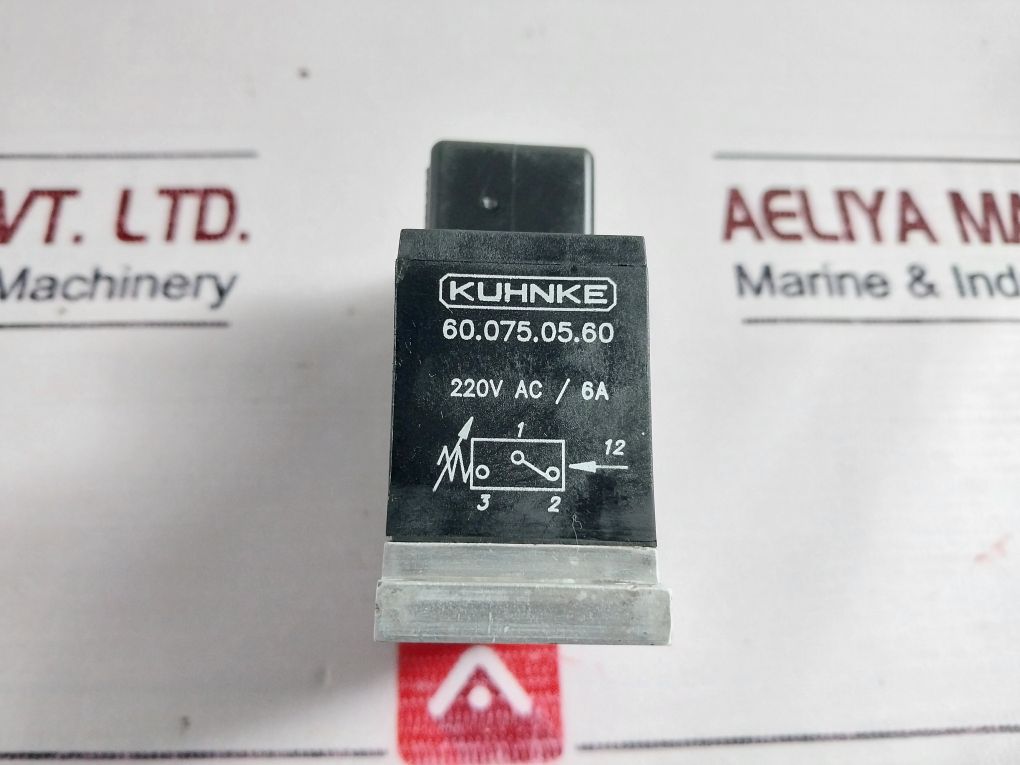 VT. LTD.
Machinery
AELIYA MA
Marine & Ind
KUHNKE
60.075.05.60
220V AC / 6A
1
12
3 2